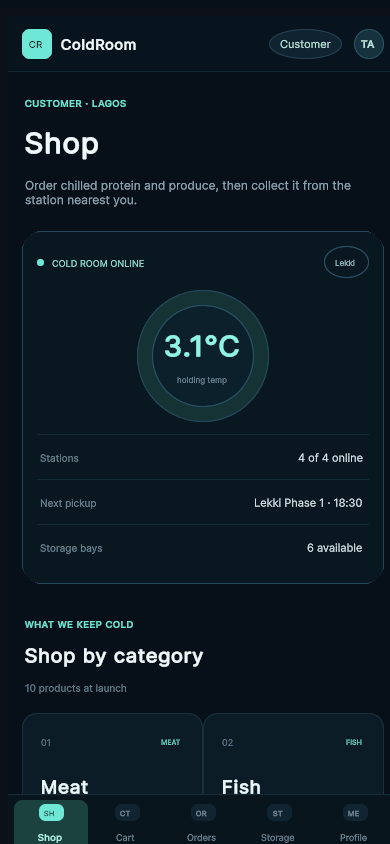 CR ColdRoom Customer TA
CUSTOMER · LAGOS
Shop
Order chilled protein and produce, then collect it from the
station nearest you.
COLD ROOM ONLINE Lekki
3.1°C
holding temp
Stations 4 of 4 online
Next pickup Lekki Phase 1 · 18:30
Storage bays 6 available
WHAT WE KEEP COLD
Shop by category
10 products at launch
01 MEAT 02 FISH
Meat Fish
SH CT OR ST ME
Shop Cart Orders Storage Profile